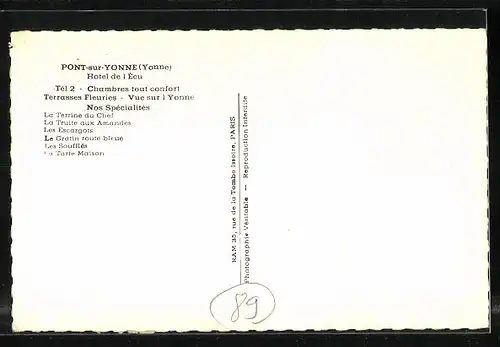 PONT-sur-YONNE (Yonne)
Hotel de l Écu
Tél 2 - Chambres tout confort
Terrasses Fleuries - Vue sur l Yonne
Nos Spécialités
La Terrine du Chef
La Truite aux Amandes
Les Escargots
Le Gratin route bleue
Les Soufflés
La Tarte Maison
RAM 35, rue de la Tombe Issoire, PARIS
Photographie Véritable — Reproduction Interdite
89